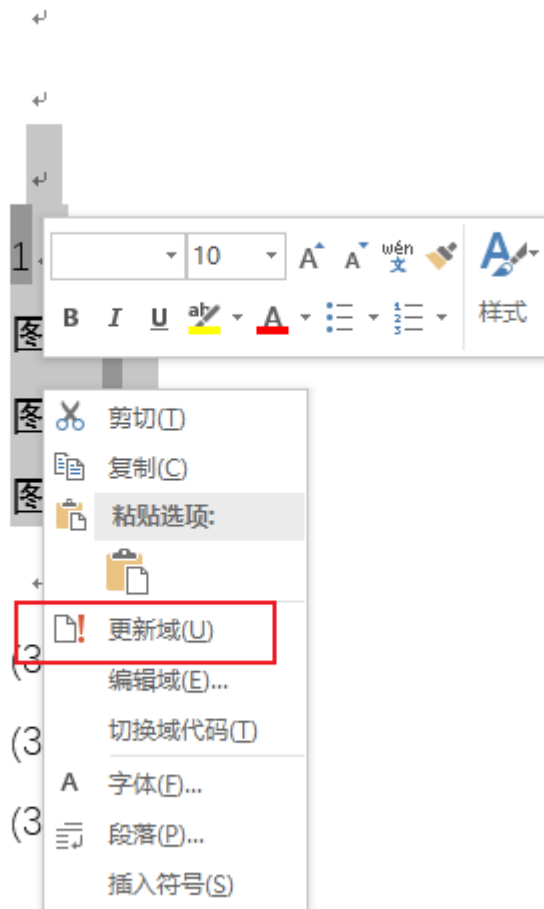 1
10
A A wén 文
样式
B I U ab A
图
图
图
剪切(T)
复制(C)
粘贴选项:
更新域(U)
(3
编辑域(E)...
切换域代码(T)
(3
A 字体(F)...
(3
段落(P)...
插入符号(S)